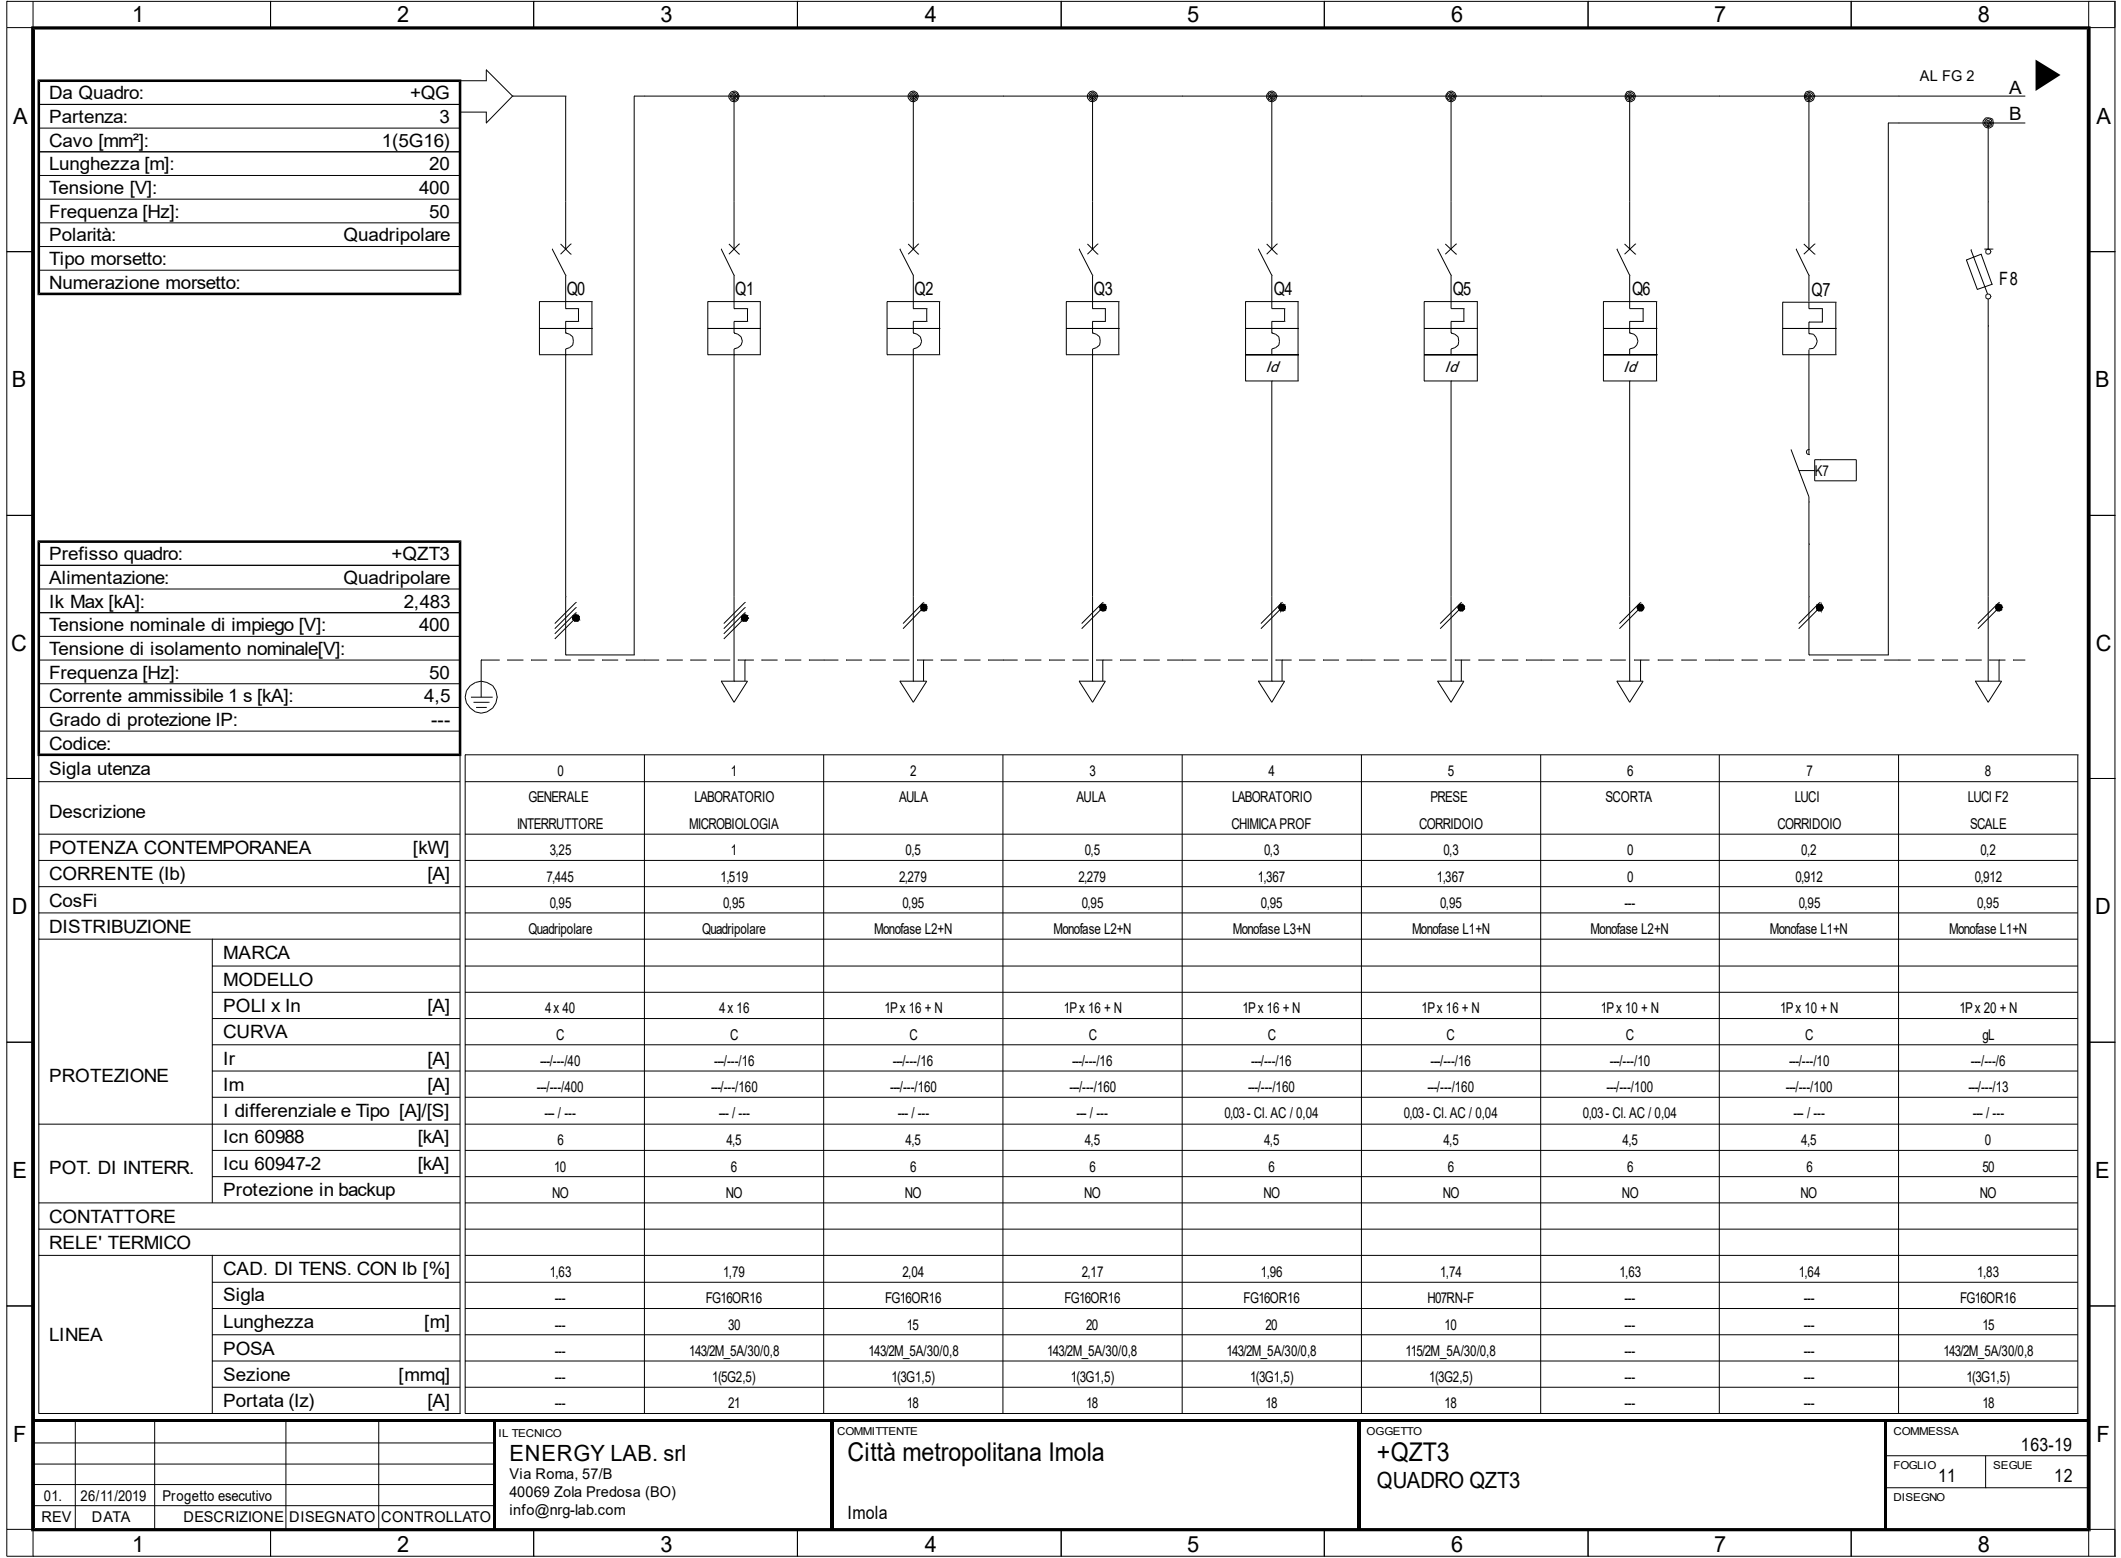 1 2 3 4 5 6 7 8
AL FG 2
A
B
Da Quadro: +QG
Partenza: 3
Cavo [mm²]: 1(5G16)
Lunghezza [m]: 20
Tensione [V]: 400
Frequenza [Hz]: 50
Polarità: Quadripolare
Tipo morsetto:
Numerazione morsetto:
A A
Q0 Q1 Q2 Q3 Q4 Q5 Q6 Q7 F8
Id Id Id
B B
K7
Prefisso quadro: +QZT3
Alimentazione: Quadripolare
Ik Max [kA]: 2,483
Tensione nominale di impiego [V]: 400
Tensione di isolamento nominale[V]:
Frequenza [Hz]: 50
Corrente ammissibile 1 s [kA]: 4,5
Grado di protezione IP: ---
Codice:
C C
Sigla utenza 0 1 2 3 4 5 6 7 8
Descrizione
GENERALE LABORATORIO AULA AULA LABORATORIO PRESE SCORTA LUCI LUCI F2
INTERRUTTORE MICROBIOLOGIA CHIMICA PROF CORRIDOIO CORRIDOIO SCALE
POTENZA CONTEMPORANEA [kW] 3,25 1 0,5 0,5 0,3 0,3 0 0,2 0,2
CORRENTE (Ib) [A] 7,445 1,519 2,279 2,279 1,367 1,367 0 0,912 0,912
CosFi 0,95 0,95 0,95 0,95 0,95 0,95 --- 0,95 0,95
D D
DISTRIBUZIONE Quadripolare Quadripolare Monofase L2+N Monofase L2+N Monofase L3+N Monofase L1+N Monofase L2+N Monofase L1+N Monofase L1+N
PROTEZIONE
MARCA
MODELLO
POLI x In [A] 4 x 40 4 x 16 1P x 16 + N 1P x 16 + N 1P x 16 + N 1P x 16 + N 1P x 10 + N 1P x 10 + N 1P x 20 + N
CURVA C C C C C C C C gL
Ir [A] ---/---/40 ---/---/16 ---/---/16 ---/---/16 ---/---/16 ---/---/16 ---/---/10 ---/---/10 ---/---/6
Im [A] ---/---/400 ---/---/160 ---/---/160 ---/---/160 ---/---/160 ---/---/160 ---/---/100 ---/---/100 ---/---/13
I differenziale e Tipo [A]/[S] --- / --- --- / --- --- / --- --- / --- 0,03 - Cl. AC / 0,04 0,03 - Cl. AC / 0,04 0,03 - Cl. AC / 0,04 --- / --- --- / ---
E E
POT. DI INTERR.
Icn 60988 [kA] 6 4,5 4,5 4,5 4,5 4,5 4,5 4,5 0
Icu 60947-2 [kA] 10 6 6 6 6 6 6 6 50
Protezione in backup NO NO NO NO NO NO NO NO NO
CONTATTORE
RELE' TERMICO
LINEA
CAD. DI TENS. CON Ib [%] 1,63 1,79 2,04 2,17 1,96 1,74 1,63 1,64 1,83
Sigla --- FG16OR16 FG16OR16 FG16OR16 FG16OR16 H07RN-F --- --- FG16OR16
Lunghezza [m] --- 30 15 20 20 10 --- --- 15
POSA --- 143/2M_5A/30/0,8 143/2M_5A/30/0,8 143/2M_5A/30/0,8 143/2M_5A/30/0,8 115/2M_5A/30/0,8 --- --- 143/2M_5A/30/0,8
Sezione [mmq] --- 1(5G2,5) 1(3G1,5) 1(3G1,5) 1(3G1,5) 1(3G2,5) --- --- 1(3G1,5)
Portata (Iz) [A] --- 21 18 18 18 18 --- --- 18
F F
01. 26/11/2019 Progetto esecutivo
REV DATA DESCRIZIONE DISEGNATO CONTROLLATO
IL TECNICO
ENERGY LAB. srl
Via Roma, 57/B
40069 Zola Predosa (BO)
info@nrg-lab.com
COMMITTENTE
Città metropolitana Imola
Imola
OGGETTO
+QZT3
QUADRO QZT3
COMMESSA
163-19
FOGLIO 11 SEGUE 12
DISEGNO
1 2 3 4 5 6 7 8